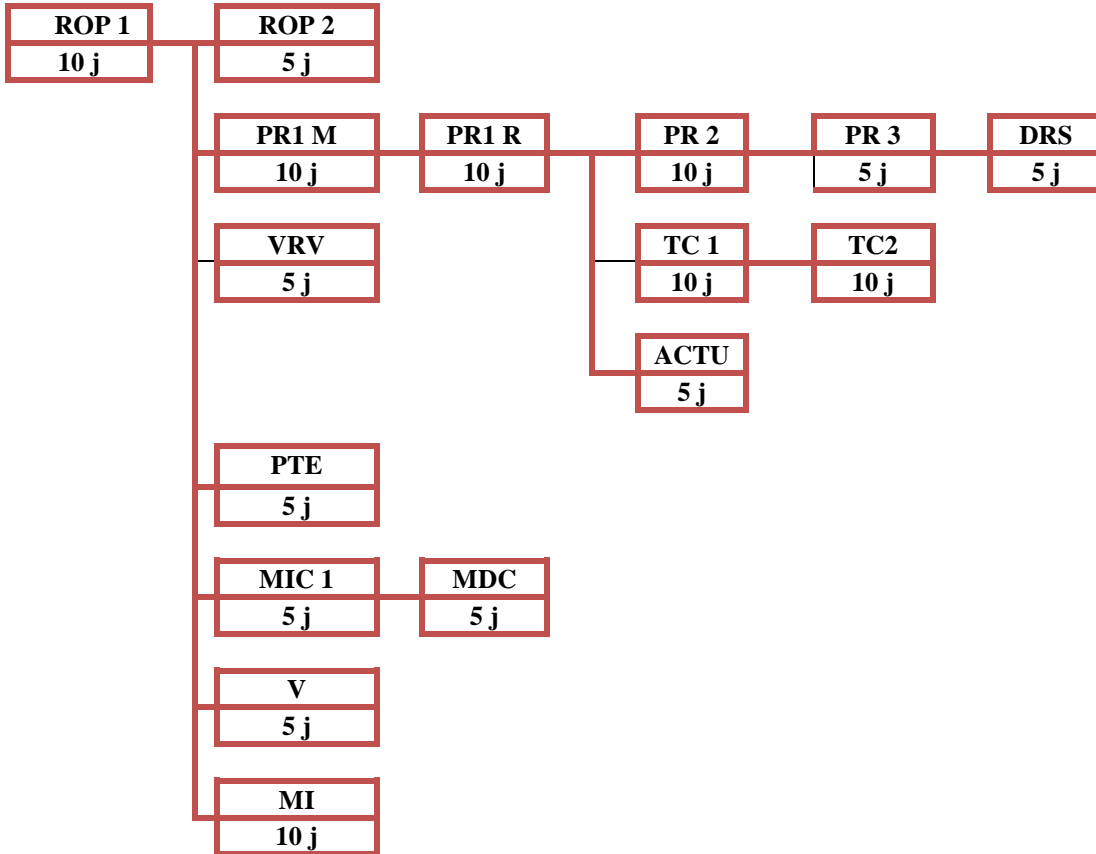 ROP 1
10 j
ROP 2
5 j
PR1 M
10 j
PR1 R
10 j
PR 2
10 j
PR 3
5 j
DRS
5 j
VRV
5 j
TC 1
10 j
TC2
10 j
ACTU
5 j
PTE
5 j
MIC 1
5 j
MDC
5 j
V
5 j
MI
10 j